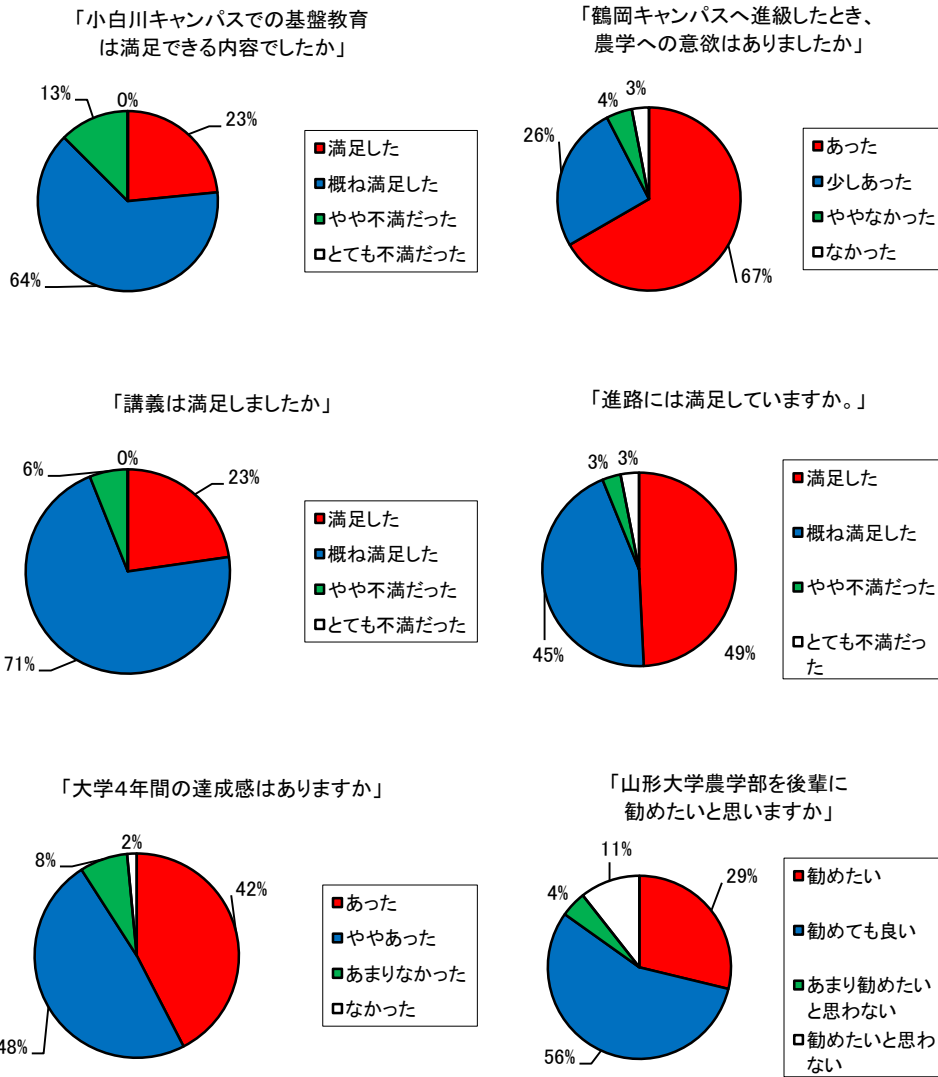 「小白川キャンパスでの基盤教育
は満足できる内容でしたか」
13%
0%
23%
64%
満足した
概ね満足した
やや不満だった
とても不満だった
「鶴岡キャンパスへ進級したとき、
農学への意欲はありましたか」
4%
3%
26%
67%
あった
少しあった
ややなかった
なかった
「講義は満足しましたか」
6%
0%
23%
71%
満足した
概ね満足した
やや不満だった
とても不満だった
「進路には満足していますか。」
3%
3%
45%
49%
満足した
概ね満足した
やや不満だった
とても不満だっ
た
「大学4年間の達成感はありますか」
8%
2%
42%
48%
あった
ややあった
あまりなかった
なかった
「山形大学農学部を後輩に
勧めたいと思いますか」
4%
11%
29%
56%
勧めたい
勧めても良い
あまり勧めたい
と思わない
勧めたいと思わ
ない